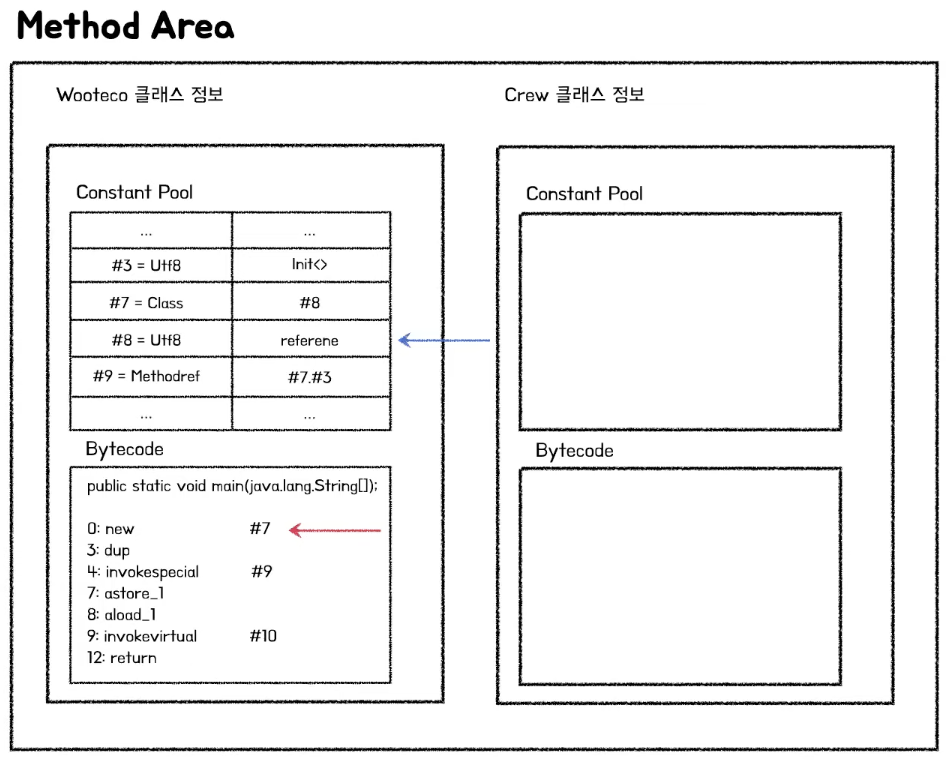 Method Area
Wooteco 클래스 정보
Crew 클래스 정보
Constant Pool
... ...
#3 = Utf8 Init<>
#7 = Class #8
#8 = Utf8 referene
#9 = Methodref #7.#3
... ...
Bytecode
public static void main(java.lang.String[]);
0: new #7
3: dup
4: invokespecial #9
7: astore_1
8: aload_1
9: invokevirtual #10
12: return
Constant Pool
Bytecode